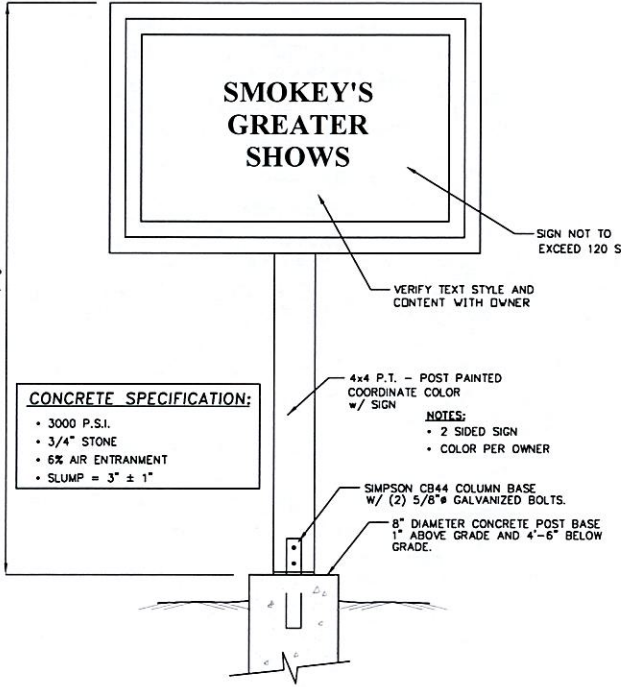 SMOKEY'S
GREATER
SHOWS
SIGN NOT TO
EXCEED 120 S
VERIFY TEXT STYLE AND
CONTENT WITH OWNER
4x4 P.T. - POST PAINTED
COORDINATE COLOR
w/ SIGN
NOTES:
• 2 SIDED SIGN
• COLOR PER OWNER
CONCRETE SPECIFICATION:
• 3000 P.S.I.
• 3/4" STONE
• 6% AIR ENTRANMENT
• SLUMP = 3" ± 1"
SIMPSON CB44 COLUMN BASE
W/ (2) 5/8"ø GALVANIZED BOLTS.
8" DIAMETER CONCRETE POST BASE
1" ABOVE GRADE AND 4'-6" BELOW
GRADE.